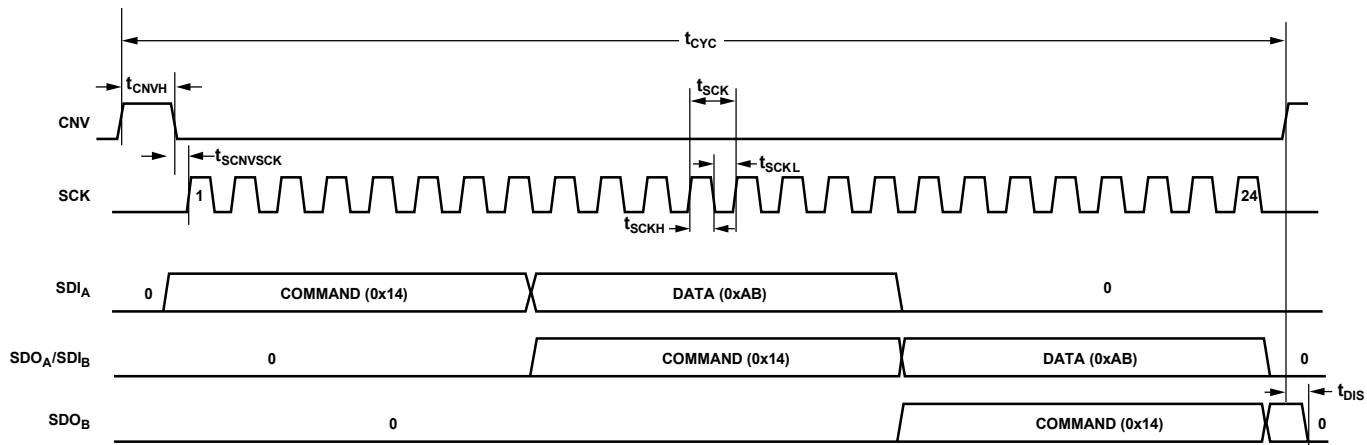 tCYC
tCNVH
tSCK
CNV
tSCNVSCK
tSCKL
SCK
1
24
tSCKH
SDIA
0
COMMAND (0x14)
DATA (0xAB)
0
SDOA/SDIB
0
COMMAND (0x14)
DATA (0xAB)
0
tDIS
SDOB
0
COMMAND (0x14)
0